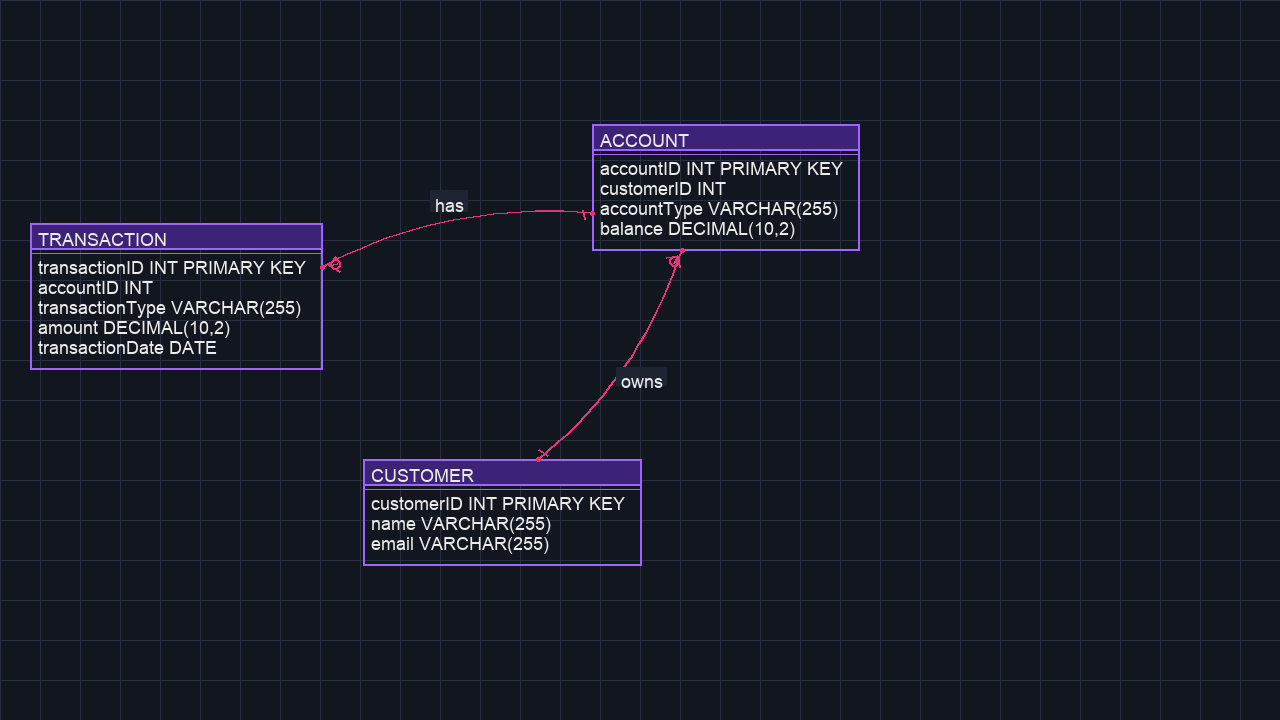 ACCOUNT
accountID INT PRIMARY KEY
customerID INT
accountType VARCHAR(255)
balance DECIMAL(10,2)
has
TRANSACTION
transactionID INT PRIMARY KEY
accountID INT
transactionType VARCHAR(255)
amount DECIMAL(10,2)
transactionDate DATE
owns
CUSTOMER
customerID INT PRIMARY KEY
name VARCHAR(255)
email VARCHAR(255)